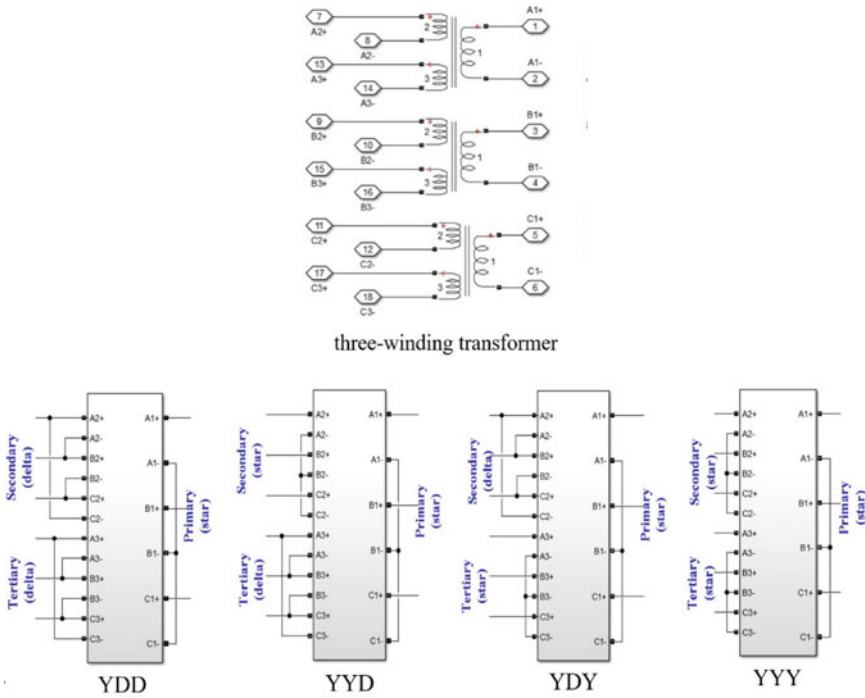 7 A2+ 2 A1+ 1
8 A2- 1
13 A3+ 3 A1- 2
14 A3-
9 B2+ 2 B1+ 3
10 B2- 1
15 B3+ 3 B1- 4
16 B3-
11 C2+ 2 C1+ 5
12 C2- 1
17 C3+ 3 C1- 6
18 C3-
three-winding transformer
Secondary
(delta)
Tertiary
(delta)
A2+ A1+
A2-
B2+ A1-
B2-
C2+ B1+
C2-
A3+
A3- B1-
B3+
B3- C1+
C3+
C3- C1-
Primary
(star)
YDD
Secondary
(star)
Tertiary
(delta)
A2+ A1+
A2-
B2+ A1-
B2-
C2+ B1+
C2-
A3+
A3- B1-
B3+
B3- C1+
C3+
C3- C1-
Primary
(star)
YYD
Secondary
(delta)
Tertiary
(star)
A2+ A1+
A2-
B2+ A1-
B2-
C2+ B1+
C2-
A3+
A3- B1-
B3+
B3- C1+
C3+
C3- C1-
Primary
(star)
YDY
Secondary
(star)
Tertiary
(star)
A2+ A1+
A2-
B2+ A1-
B2-
C2+ B1+
C2-
A3+
A3- B1-
B3+
B3- C1+
C3+
C3- C1-
Primary
(star)
YYY